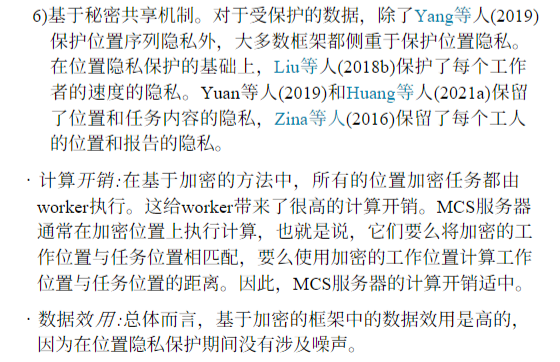 6)基于秘密共享机制。对于受保护的数据，除了Yang等人(2019)
保护位置序列隐私外，大多数框架都侧重于保护位置隐私。
在位置隐私保护的基础上，Liu等人(2018b)保护了每个工作
者的速度的隐私。Yuan等人(2019)和Huang等人(2021a)保留
了位置和任务内容的隐私，Zina等人(2016)保留了每个工人
的位置和报告的隐私。
· 计算开销:在基于加密的方法中，所有的位置加密任务都由
worker执行。这给worker带来了很高的计算开销。MCS服务器
通常在加密位置上执行计算，也就是说，它们要么将加密的工
作位置与任务位置相匹配，要么使用加密的工作位置计算工作
位置与任务位置的距离。因此，MCS服务器的计算开销适中。
· 数据效用:总体而言，基于加密的框架中的数据效用是高的，
因为在位置隐私保护期间没有涉及噪声。